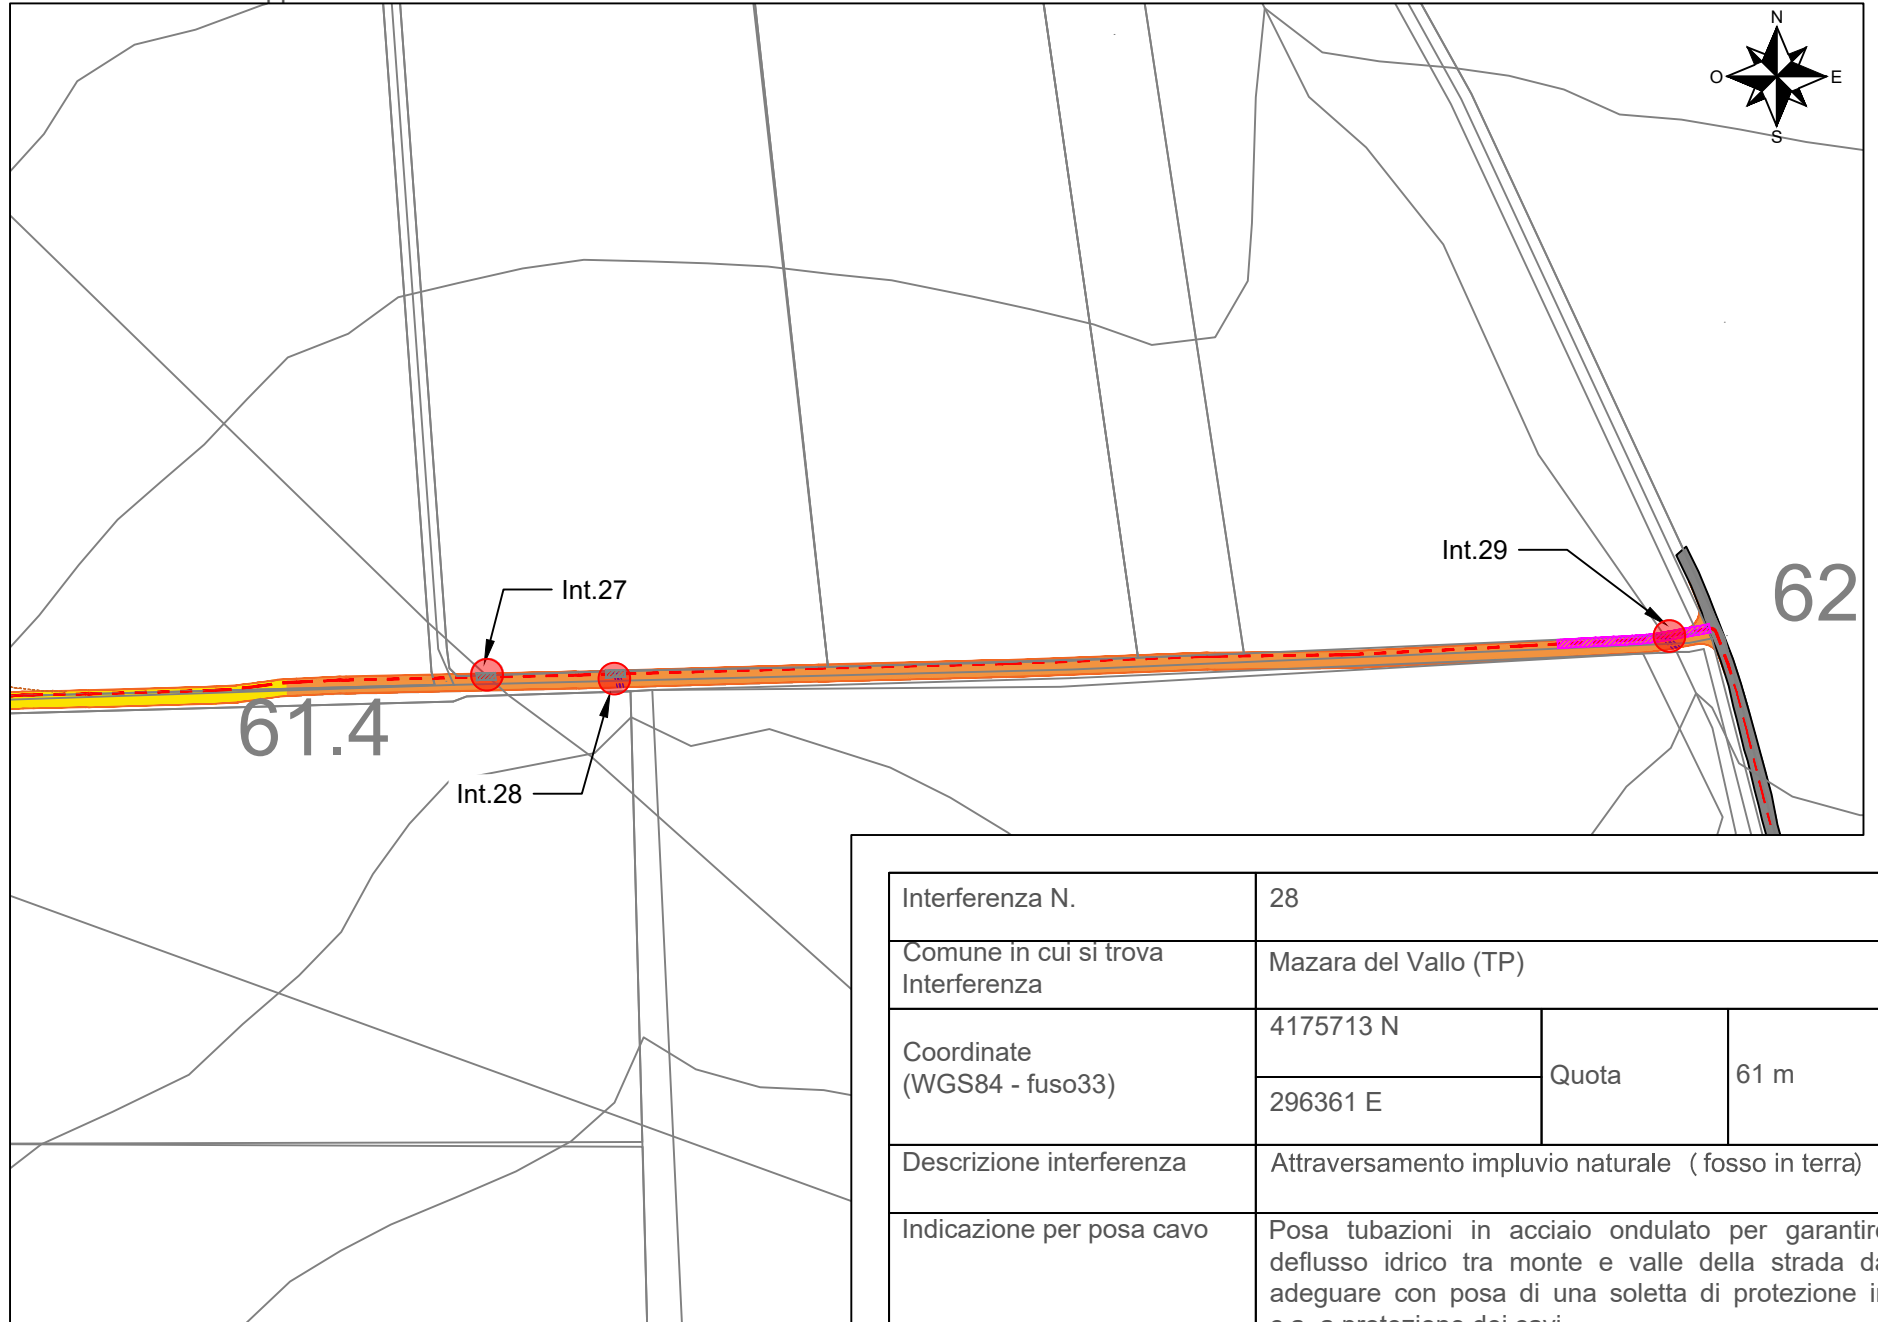 N
O
E
S
Int.29
62
Int.27
61.4
Int.28
Interferenza N.
28
Comune in cui si trova
Interferenza
Mazara del Vallo (TP)
Coordinate
(WGS84 - fuso33)
4175713 N
296361 E
Quota
61 m
Descrizione interferenza
Attraversamento impluvio naturale ( fosso in terra)
Indicazione per posa cavo
Posa tubazioni in acciaio ondulato per garantire
deflusso idrico tra monte e valle della strada da
adeguare con posa di una soletta di protezione in
c.a. a protezione dei cavi